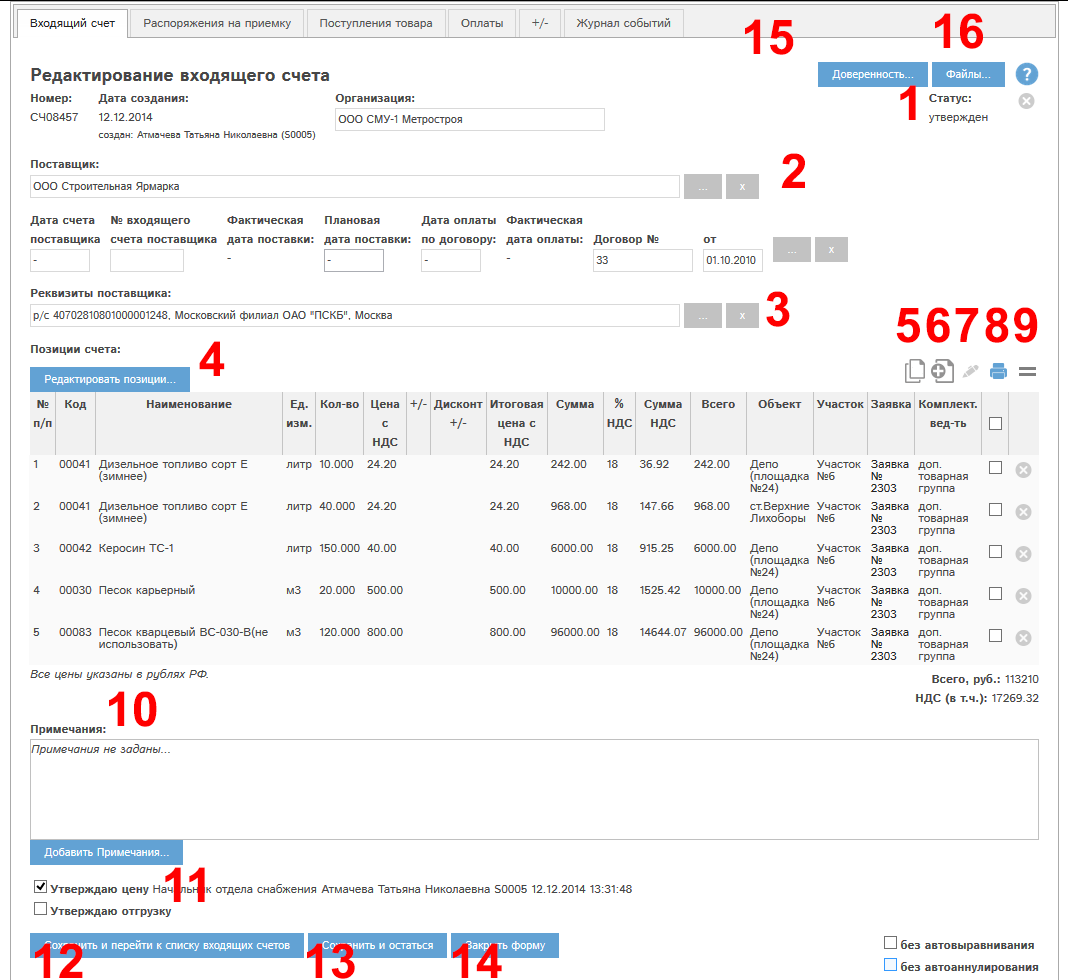 Входящий счет Распоряжения на приемку Поступления товара Оплаты +/- Журнал событий
15 16
Редактирование входящего счета Доверенность... Файлы... ?
Номер: Дата создания: Организация: 1 Статус:
СЧ08457 12.12.2014 ООО СМУ-1 Метростроя утвержден
создан: Атмачева Татьяна Николаевна (S0005)
Поставщик: 2
ООО Строительная Ярмарка ... x
Дата счета № входящего Фактическая Плановая Дата оплаты Фактическая
поставщика счета поставщика дата поставки: дата поставки: по договору: дата оплаты: Договор № от
- - - - - 33 01.10.2010 ... x
Реквизиты поставщика: 3
р/с 40702810801000001248, Московский филиал ОАО "ПСКБ", Москва ... x
5 6 7 8 9
Позиции счета: 4
Редактировать позиции...
№ Код Наименование Ед. Кол-во Цена +/- Дисконт Итоговая Сумма % Сумма Всего Объект Участок Заявка Комплект.
п/п изм. с +/- цена с НДС НДС вед-ть
НДС НДС
1 00041 Дизельное топливо сорт Е литр 10.000 24.20 24.20 242.00 18 36.92 242.00 Депо Участок Заявка доп.
(зимнее) (площадка №6 № товарная
№24) 2303 группа
2 00041 Дизельное топливо сорт Е литр 40.000 24.20 24.20 968.00 18 147.66 968.00 ст.Верхние Участок Заявка доп.
(зимнее) Лихоборы №6 № товарная
2303 группа
3 00042 Керосин ТС-1 литр 150.000 40.00 40.00 6000.00 18 915.25 6000.00 Депо Участок Заявка доп.
(площадка №6 № товарная
№24) 2303 группа
4 00030 Песок карьерный м3 20.000 500.00 500.00 10000.00 18 1525.42 10000.00 Депо Участок Заявка доп.
(площадка №6 № товарная
№24) 2303 группа
5 00083 Песок кварцевый ВС-030-В(не м3 120.000 800.00 800.00 96000.00 18 14644.07 96000.00 Депо Участок Заявка доп.
использовать) (площадка №6 № товарная
№24) 2303 группа
Все цены указаны в рублях РФ. Всего, руб.: 113210
НДС (в т.ч.): 17269.32
10
Примечания:
Примечания не заданы...
Добавить Примечания...
11
Утверждаю цену Начальник отдела снабжения Атмачева Татьяна Николаевна S0005 12.12.2014 13:31:48
Утверждаю отгрузку
Сохранить и перейти к списку входящих счетов Сохранить и остаться Закрыть форму без автовыравнивания
12 13 14 без автоаннулирования